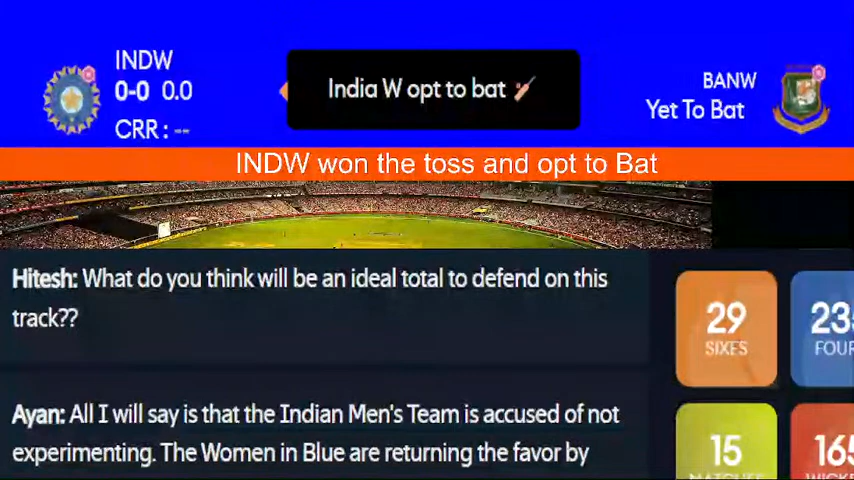 INDW
0-0 0.0
CRR : --
India W opt to bat
BANW
Yet To Bat
INDW won the toss and opt to Bat
Hitesh: What do you think will be an ideal total to defend on this
track??
29
SIXES
Ayan: All I will say is that the Indian Men's Team is accused of not
experimenting. The Women in Blue are returning the favor by
15